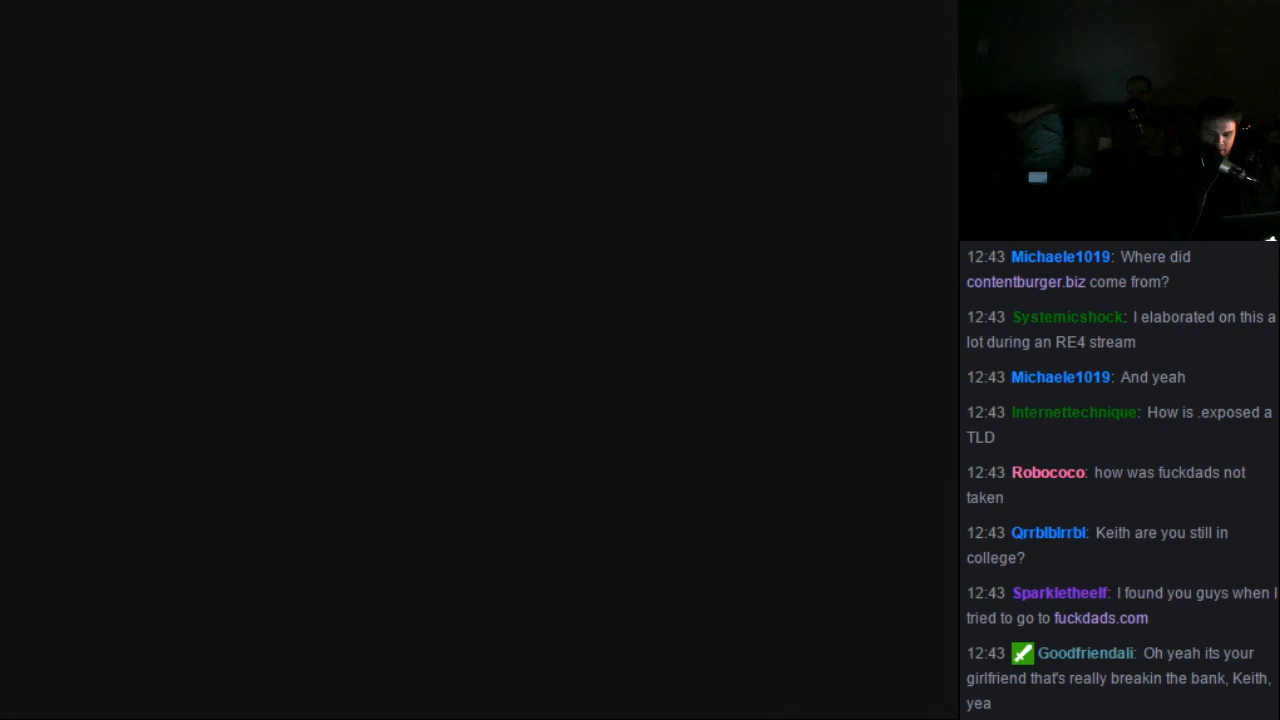 12:43 Michaele1019: Where did
contentburger.biz come from?
12:43 Systemicshock: I elaborated on this a
lot during an RE4 stream
12:43 Michaele1019: And yeah
12:43 Internettechnique: How is .exposed a
TLD
12:43 Robococo: how was fuckdads not
taken
12:43 Qrrblblrrbl: Keith are you still in
college?
12:43 Sparkletheelf: I found you guys when I
tried to go to fuckdads.com
12:43 Goodfriendali: Oh yeah its your
girlfriend that's really breakin the bank, Keith,
yea